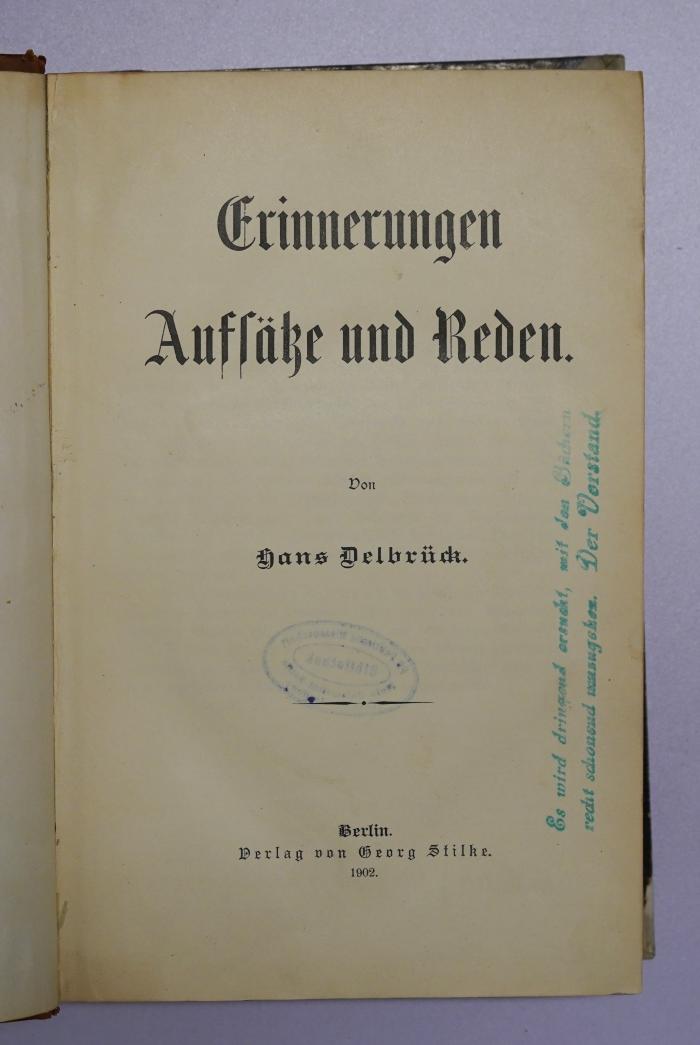 Erinnerungen
Aufsätze und Reden.
Von
Hans Delbrück.
Berlin.
Verlag von Georg Stilke.
1902.
Es wird dringend ersucht, mit den Büchern
recht schonend umzugehen. Der Vorstand.